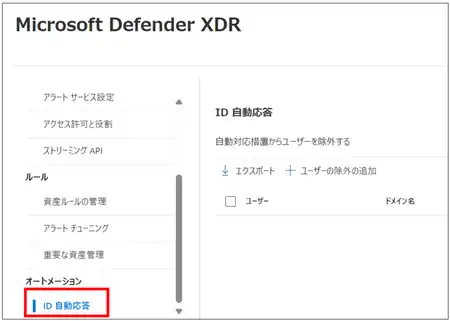 Microsoft Defender XDR
アラート サービス設定
アクセス許可と役割
ストリーミング API
ルール
資産ルールの管理
アラート チューニング
重要な資産管理
オートメーション
ID 自動応答
ID 自動応答
自動対応措置からユーザーを除外する
エクスポート ユーザーの除外の追加
ユーザー ドメイン名